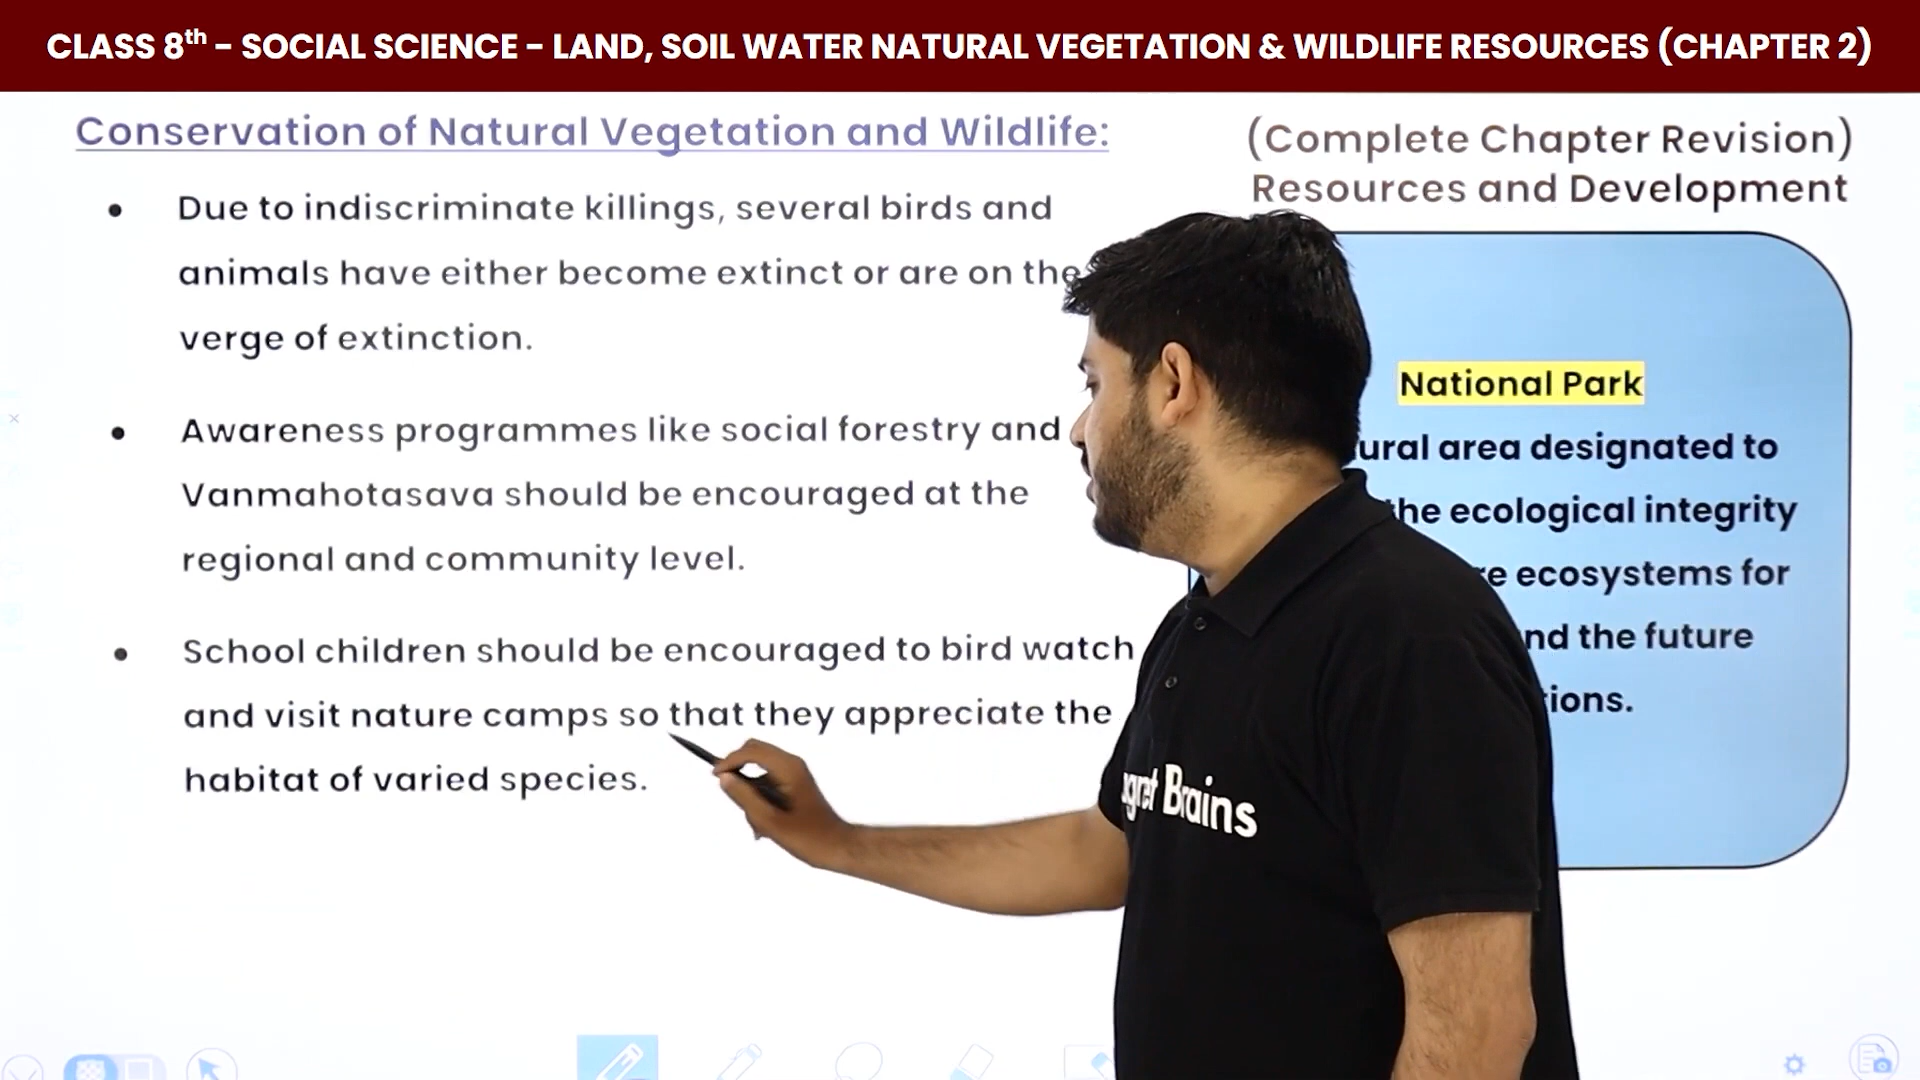 CLASS 8th - SOCIAL SCIENCE - LAND, SOIL WATER NATURAL VEGETATION & WILDLIFE RESOURCES (CHAPTER 2)
Conservation of Natural Vegetation and Wildlife:
• Due to indiscriminate killings, several birds and
animals have either become extinct or are on the
verge of extinction.
• Awareness programmes like social forestry and
Vanmahotasava should be encouraged at the
regional and community level.
• School children should be encouraged to bird watch
and visit nature camps so that they appreciate the
habitat of varied species.
(Complete Chapter Revision)
Resources and Development
National Park
area designated to
the ecological integrity
ecosystems for
the future
Brains